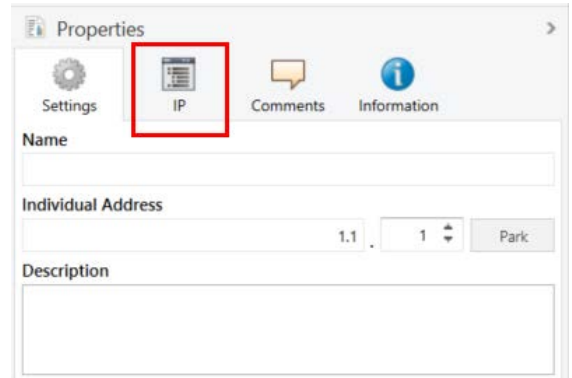 Properties
Settings IP Comments Information
Name
Individual Address
1.1 . 1 Park
Description